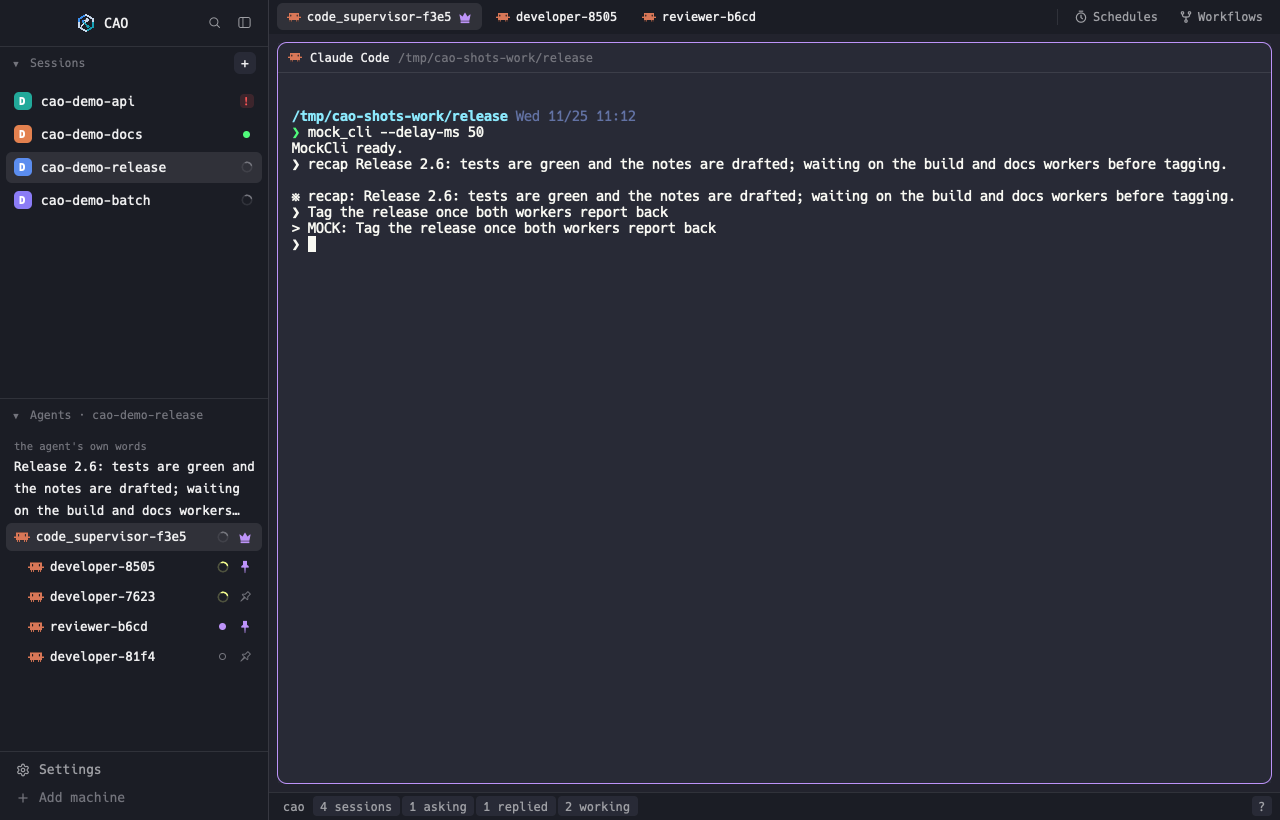 CAO
Sessions
+
D cao-demo-api !
D cao-demo-docs
D cao-demo-release
D cao-demo-batch
Agents · cao-demo-release
the agent's own words
Release 2.6: tests are green and
the notes are drafted; waiting
on the build and docs workers…
code_supervisor-f3e5
developer-8505
developer-7623
reviewer-b6cd
developer-81f4
Settings
+ Add machine
code_supervisor-f3e5 developer-8505 reviewer-b6cd Schedules Workflows
Claude Code /tmp/cao-shots-work/release
/tmp/cao-shots-work/release Wed 11/25 11:12
❯ mock_cli --delay-ms 50
MockCli ready.
❯ recap Release 2.6: tests are green and the notes are drafted; waiting on the build and docs workers before tagging.
※ recap: Release 2.6: tests are green and the notes are drafted; waiting on the build and docs workers before tagging.
❯ Tag the release once both workers report back
> MOCK: Tag the release once both workers report back
❯
cao 4 sessions 1 asking 1 replied 2 working ?